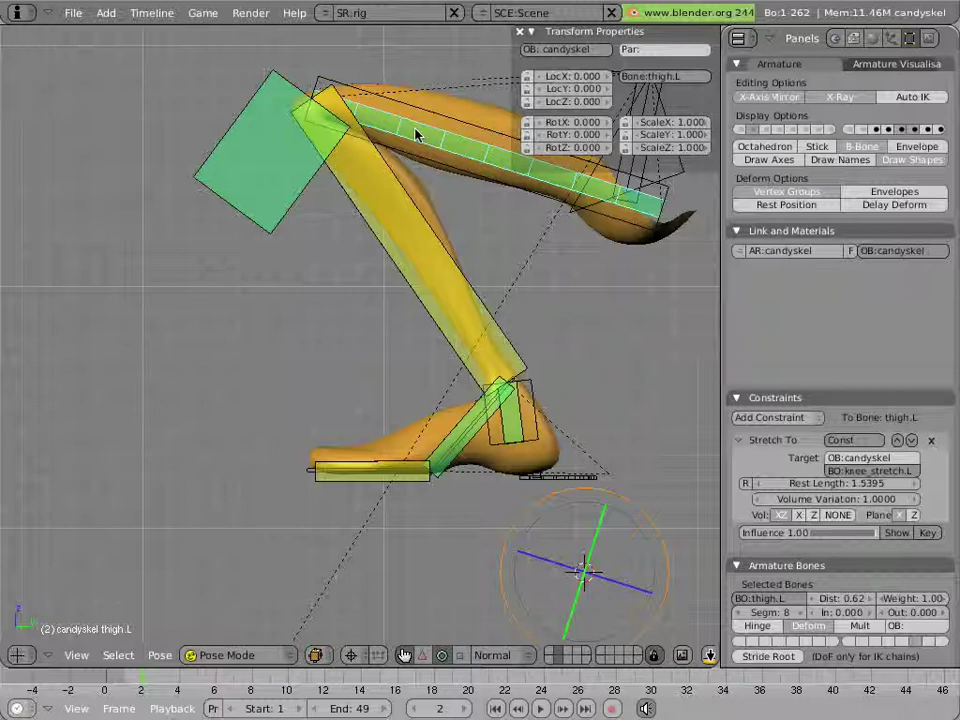 File Add Timeline Game Render Help SR:rig SCE:Scene www.blender.org 244 Bo:1-262 | Mem:11.46M candyskel
Transform Properties
OB: candyskel Par:
LocX: 0.000 Bone:thigh.L
LocY: 0.000
LocZ: 0.000
RotX: 0.000 ScaleX: 1.000
RotY: 0.000 ScaleY: 1.000
RotZ: 0.000 ScaleZ: 1.000
Panels
Armature Armature Visualisa
Editing Options
X-Axis Mirror X-Ray Auto IK
Display Options
Octahedron Stick B-Bone Envelope
Draw Axes Draw Names Draw Shapes
Deform Options
Vertex Groups Envelopes
Rest Position Delay Deform
Link and Materials
AR:candyskel F OB:candyskel
Constraints
Add Constraint To Bone: thigh.L
Stretch To Const
Target OB:candyskel
BO:knee_stretch.L
R Rest Length: 1.5395
Volume Variation: 1.0000
Vol: XZ X Z NONE Plane X Z
Influence 1.00 Show Key
Armature Bones
Selected Bones
BO:thigh.L Dist: 0.62 Weight: 1.00
Segm: 8 In: 0.000 Out: 0.000
Hinge Deform Mult OB:
Stride Root (DoF only for IK chains)
z
(2) candyskel thigh.L
View Select Pose Pose Mode Normal
-4 -2 0 2 4 6 8 10 12 14 16 18 20 22 24 26 28 30 32 34 36 38 40 42 44 46
View Frame Playback Pr Start: 1 End: 49 2